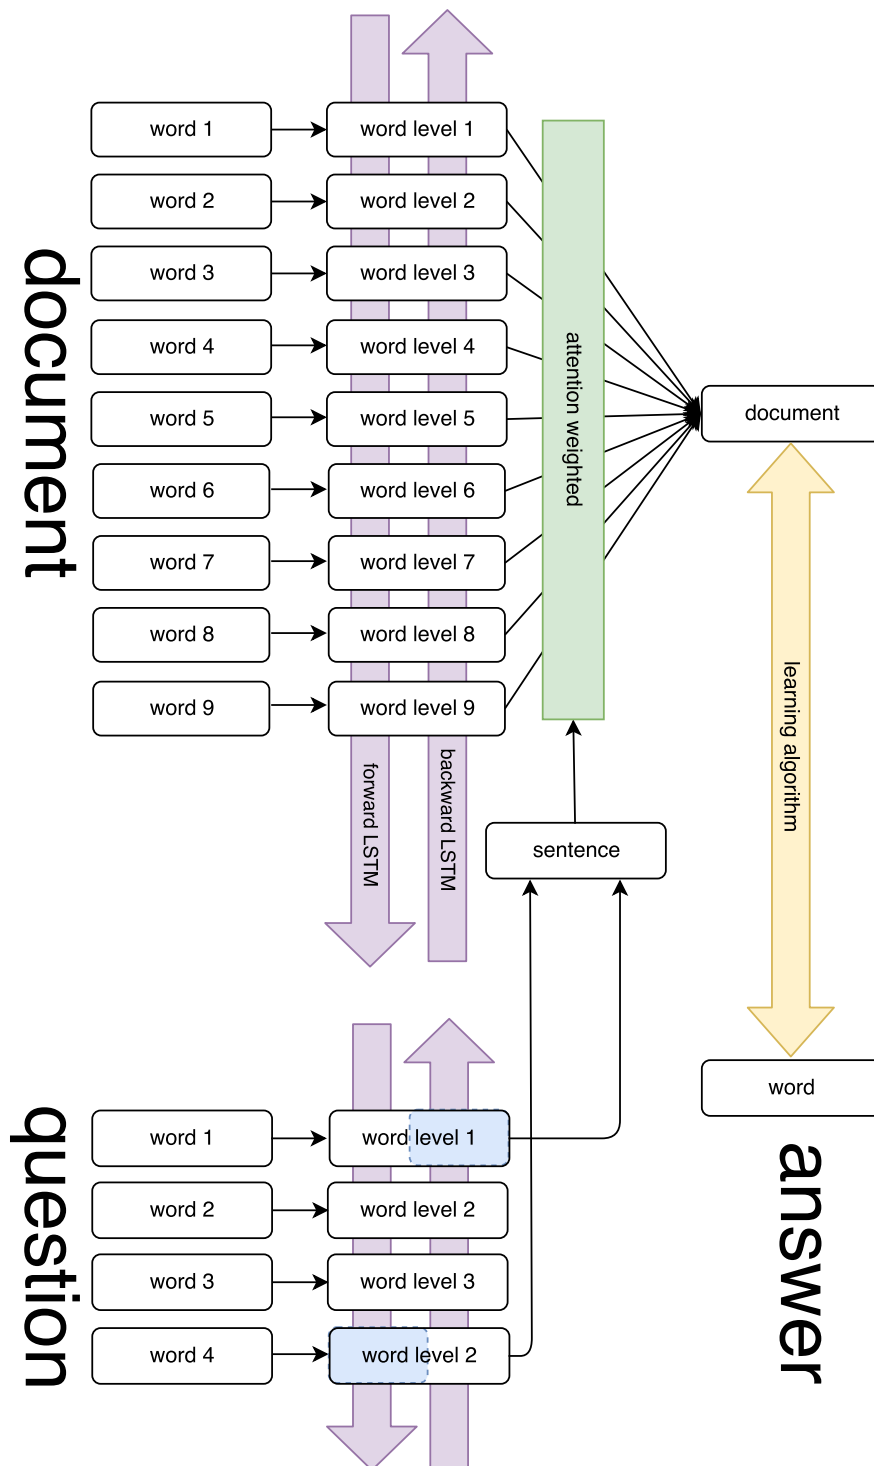 document
word 1
word level 1
word 2
word level 2
word 3
word level 3
word 4
word level 4
word 5
word level 5
word 6
word level 6
word 7
word level 7
word 8
word level 8
word 9
word level 9
forward LSTM
backward LSTM
attention weighted
document
sentence
learning algorithm
question
word 1
word level 1
word 2
word level 2
word 3
word level 3
word 4
word level 2
word
answer